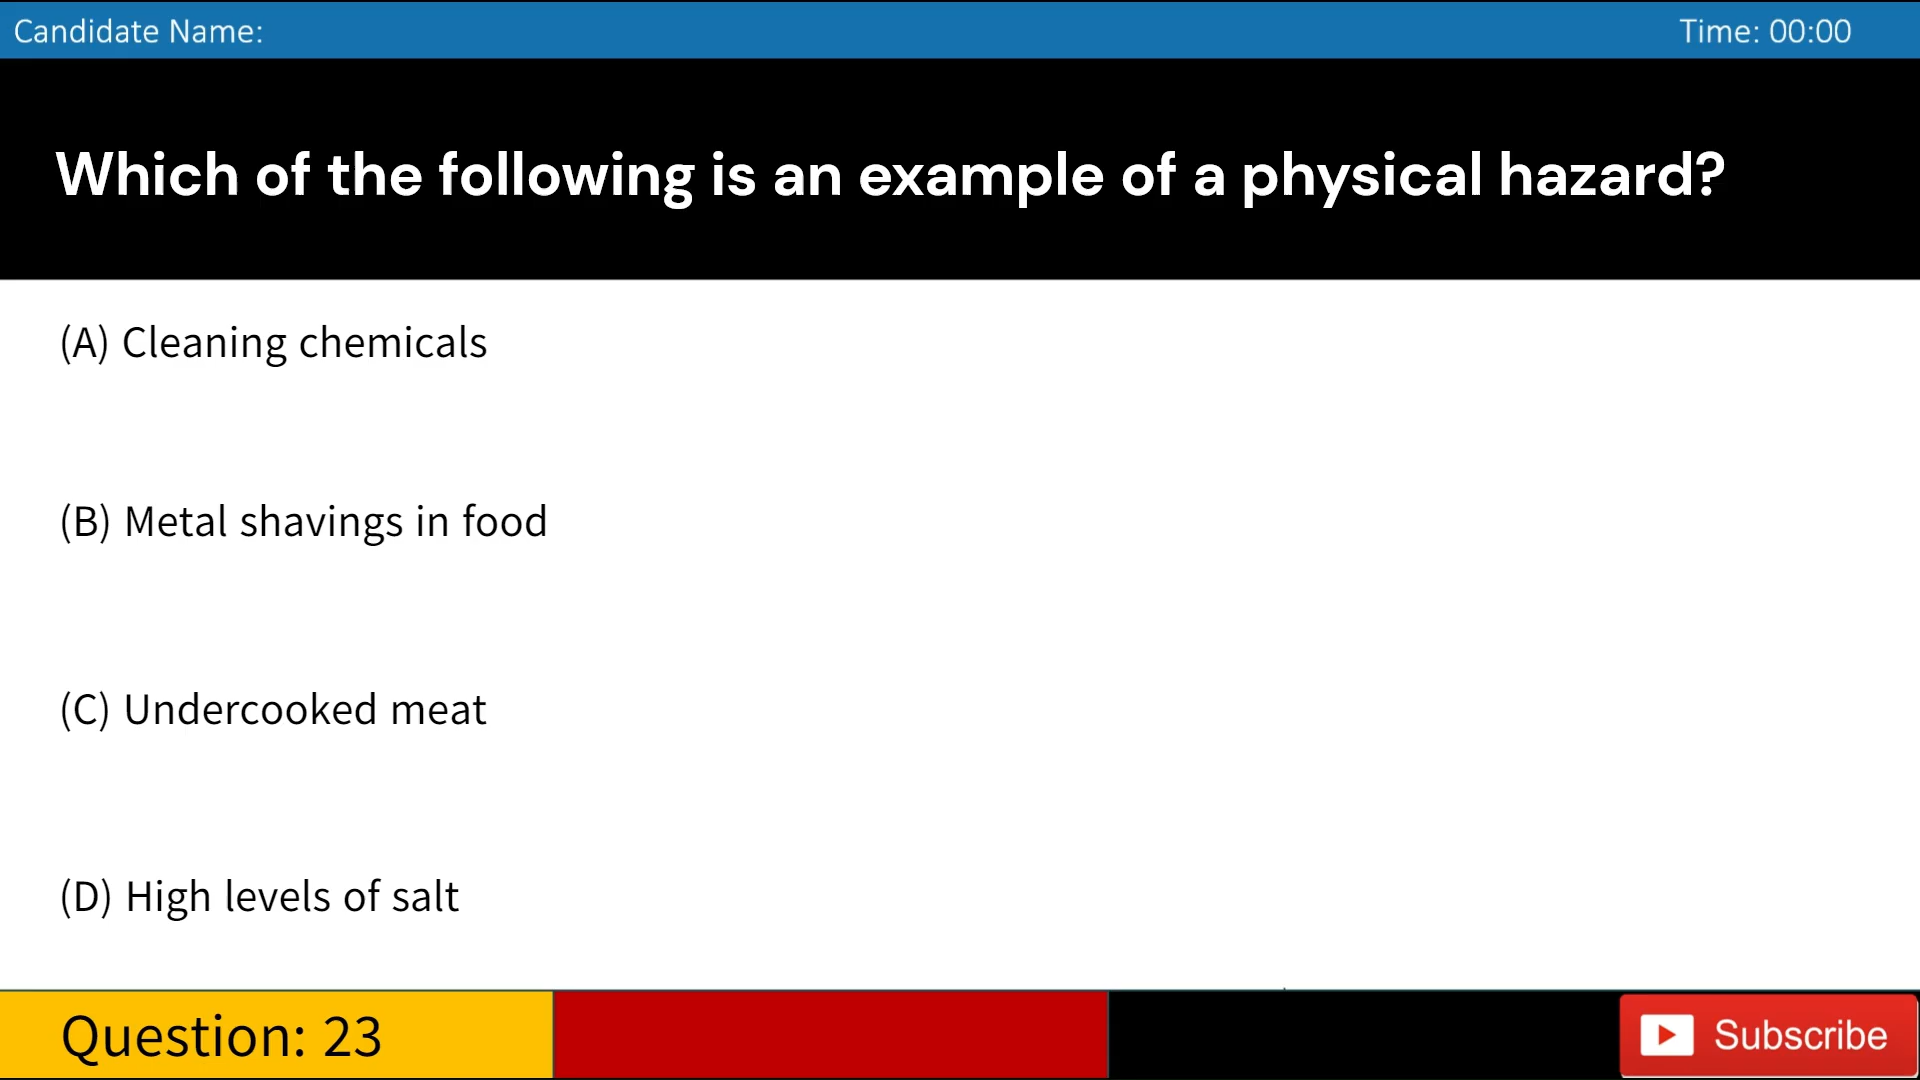 Candidate Name:
Time: 00:00
Which of the following is an example of a physical hazard?
(A) Cleaning chemicals
(B) Metal shavings in food
(C) Undercooked meat
(D) High levels of salt
Question: 23
Subscribe